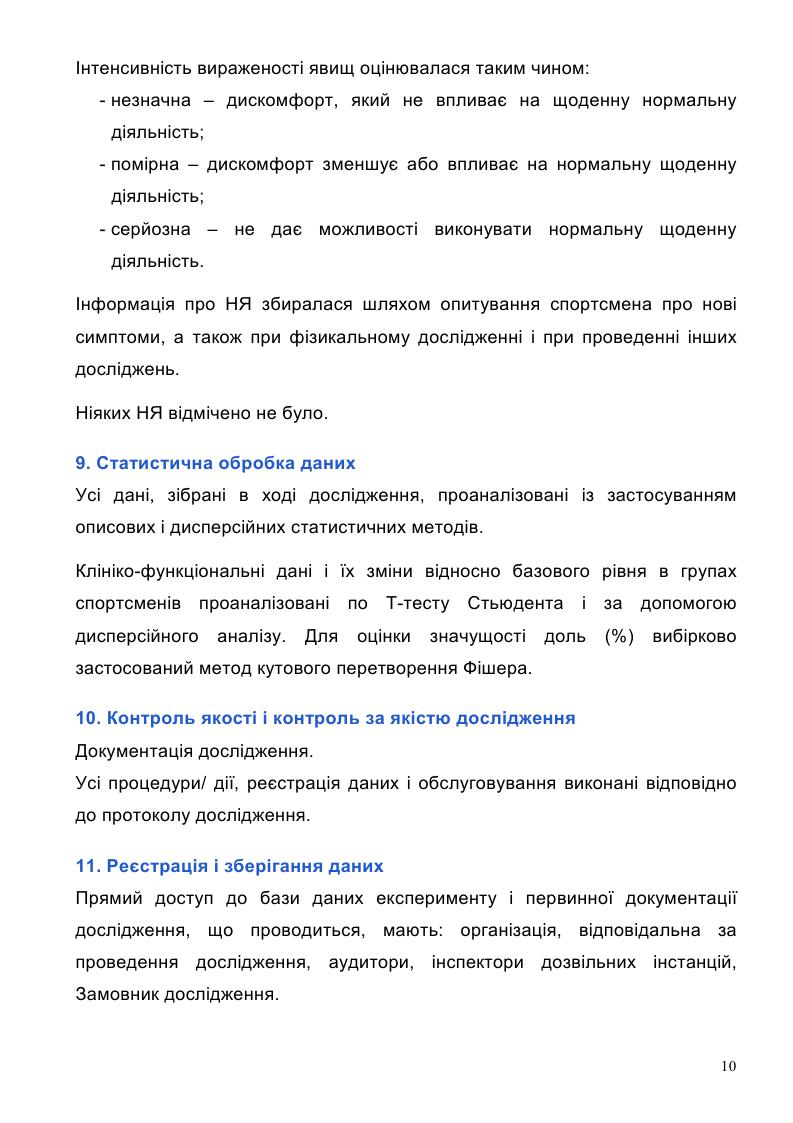 Інтенсивність вираженості явищ оцінювалася таким чином:
- незначна – дискомфорт, який не впливає на щоденну нормальну
діяльність;
- помірна – дискомфорт зменшує або впливає на нормальну щоденну
діяльність;
- серйозна – не дає можливості виконувати нормальну щоденну
діяльність.
Інформація про НЯ збиралася шляхом опитування спортсмена про нові
симптоми, а також при фізикальному дослідженні і при проведенні інших
досліджень.
Ніяких НЯ відмічено не було.
9. Статистична обробка даних
Усі дані, зібрані в ході дослідження, проаналізовані із застосуванням
описових і дисперсійних статистичних методів.
Клініко-функціональні дані і їх зміни відносно базового рівня в групах
спортсменів проаналізовані по Т-тесту Стьюдента і за допомогою
дисперсійного аналізу. Для оцінки значущості доль (%) вибірково
застосований метод кутового перетворення Фішера.
10. Контроль якості і контроль за якістю дослідження
Документація дослідження.
Усі процедури/ дії, реєстрація даних і обслуговування виконані відповідно
до протоколу дослідження.
11. Реєстрація і зберігання даних
Прямий доступ до бази даних експерименту і первинної документації
дослідження, що проводиться, мають: організація, відповідальна за
проведення дослідження, аудитори, інспектори дозвільних інстанцій,
Замовник дослідження.
10